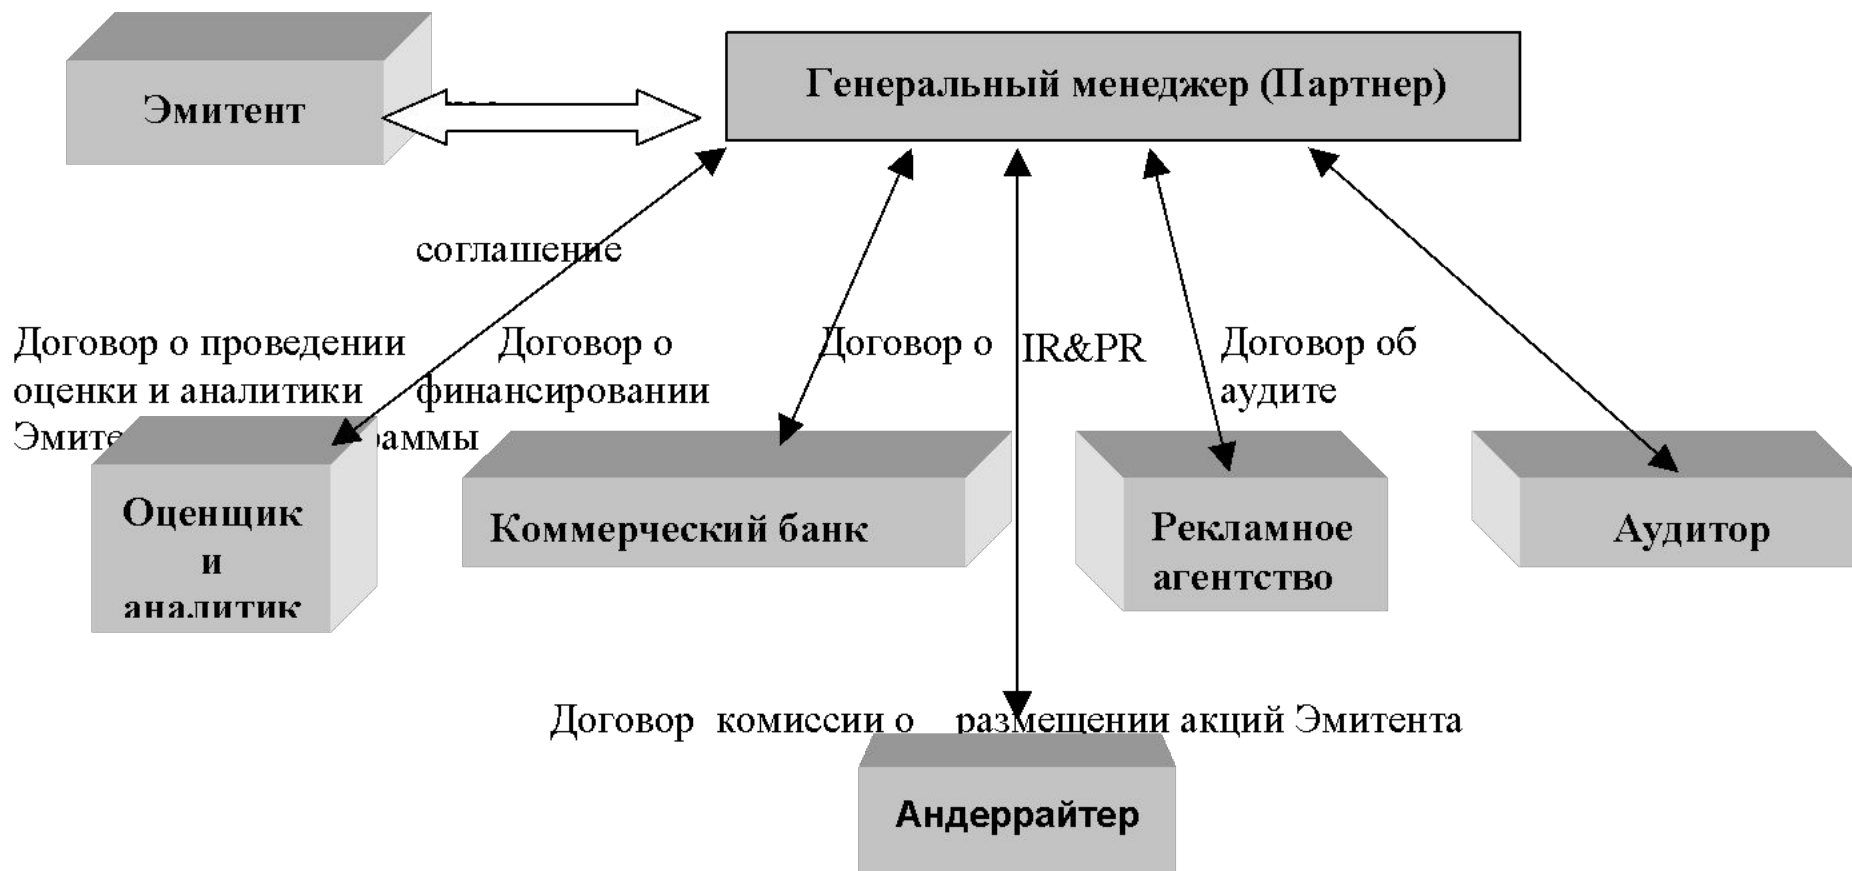 Эмитент
Генеральный менеджер (Партнер)
соглашение
Договор о проведении
оценки и аналитики
Договор о
финансировании
Договор о IR&PR
Договор об
аудите
Оценщик
и
аналитик
Коммерческий банк
Рекламное
агентство
Аудитор
Договор комиссии о размещении акций Эмитента
Андеррайтер